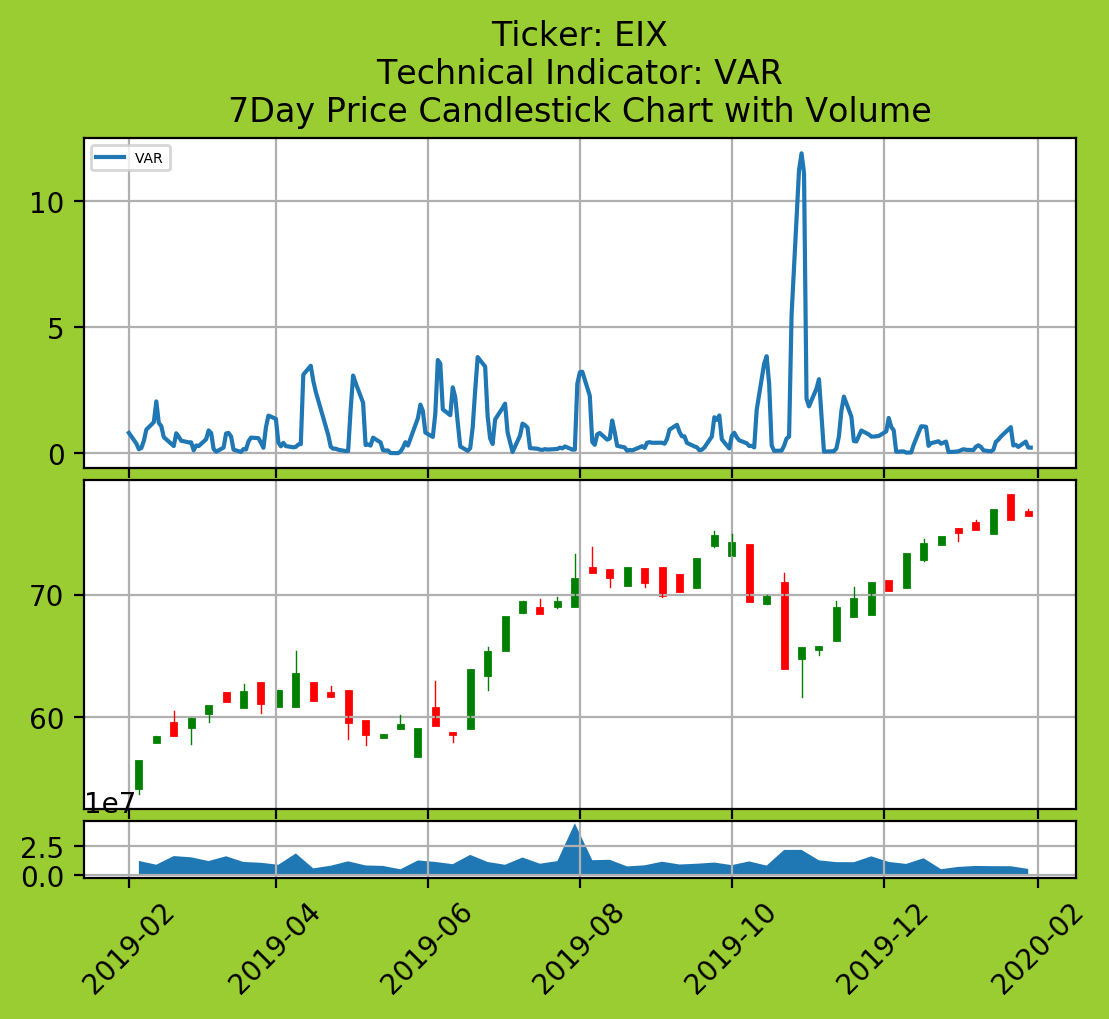 Ticker: EIX
Technical Indicator: VAR
7Day Price Candlestick Chart with Volume
VAR
10
5
0
70
60
1e7
2.5
0.0
2019-02
2019-04
2019-06
2019-08
2019-10
2019-12
2020-02